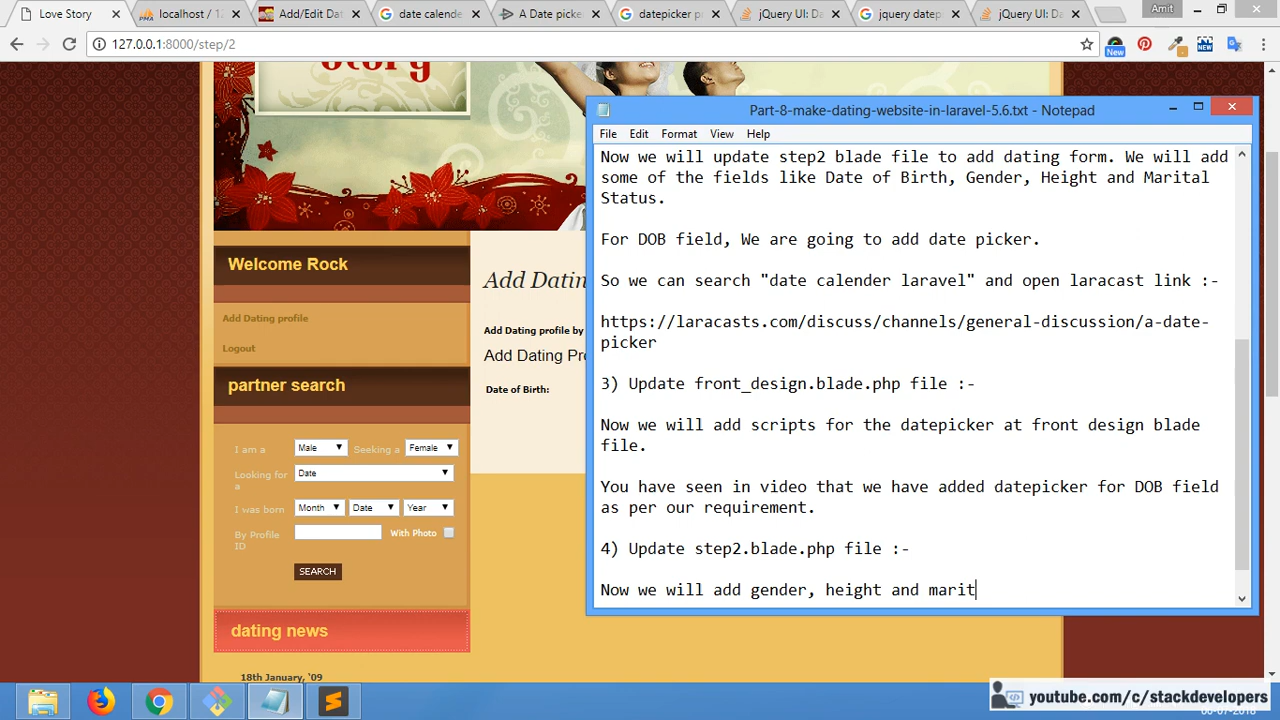 Love Story
localhost / 12
Add/Edit Dat
date calende
A Date picke
datepicker p
jQuery UI: D
jquery datep
jQuery UI: Da
Amit
127.0.0.1:8000/step/2
New
NEW
Story
Part-8-make-dating-website-in-laravel-5.6.txt - Notepad
File Edit Format View Help
Now we will update step2 blade file to add dating form. We will add
some of the fields like Date of Birth, Gender, Height and Marital
Status.
For DOB field, We are going to add date picker.
So we can search "date calender laravel" and open laracast link :-
https://laracasts.com/discuss/channels/general-discussion/a-date-
picker
3) Update front_design.blade.php file :-
Now we will add scripts for the datepicker at front design blade
file.
You have seen in video that we have added datepicker for DOB field
as per our requirement.
4) Update step2.blade.php file :-
Now we will add gender, height and marit
Welcome Rock
Add Dating profile
Logout
partner search
I am a Male Seeking a Female
Looking for
a Date
I was born Month Date Year
By Profile
ID With Photo
SEARCH
dating news
18th January, '09
Add Datin
Add Dating profile by
Add Dating Pr
Date of Birth:
youtube.com/c/stackdevelopers